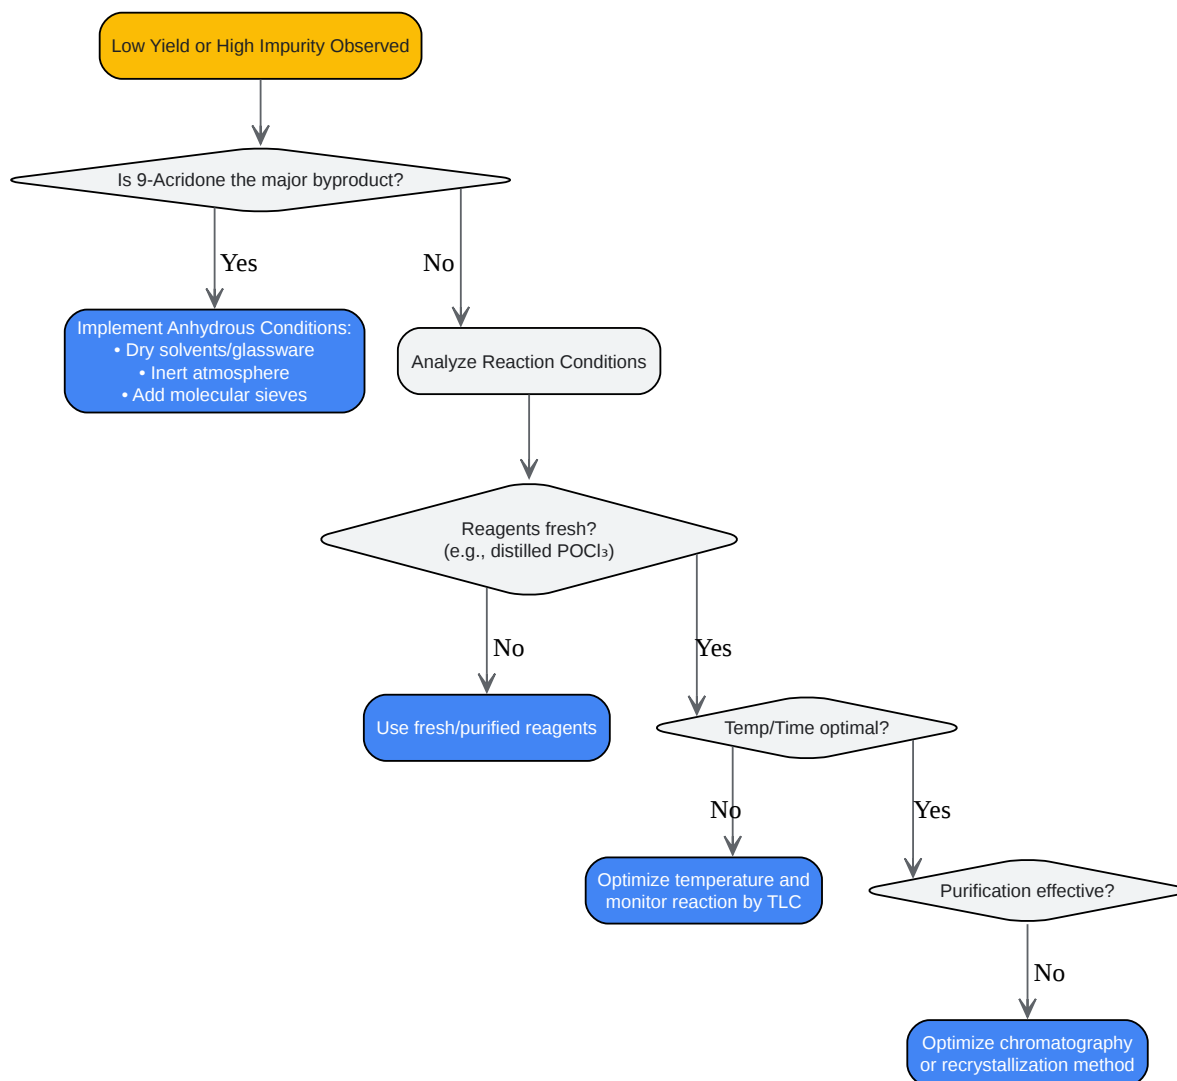 Low Yield or High Impurity Observed
Is 9-Acridone the major byproduct?
Yes
No
Implement Anhydrous Conditions:
• Dry solvents/glassware
• Inert atmosphere
• Add molecular sieves
Analyze Reaction Conditions
Reagents fresh?
(e.g., distilled POCl₃)
No
Yes
Use fresh/purified reagents
Temp/Time optimal?
No
Yes
Optimize temperature and
monitor reaction by TLC
Purification effective?
No
Optimize chromatography
or recrystallization method